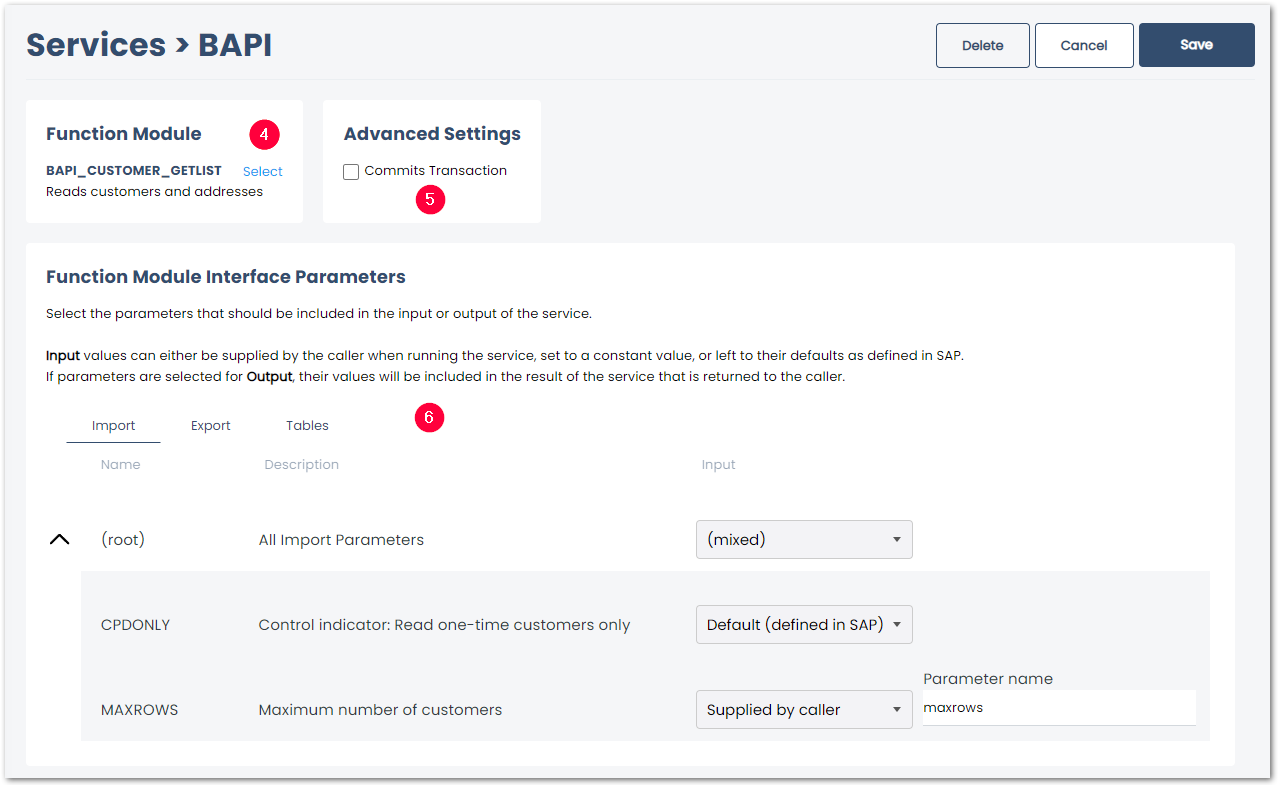 Services > BAPI
Delete
Cancel
Save
Function Module
4
BAPI_CUSTOMER_GETLIST
Select
Reads customers and addresses
Advanced Settings
Commits Transaction
5
Function Module Interface Parameters
Select the parameters that should be included in the input or output of the service.
Input values can either be supplied by the caller when running the service, set to a constant value, or left to their defaults as defined in SAP.
If parameters are selected for Output, their values will be included in the result of the service that is returned to the caller.
6
Import
Export
Tables
Name
Description
Input
(root)
All Import Parameters
(mixed)
CPDONLY
Control indicator: Read one-time customers only
Default (defined in SAP)
Parameter name
MAXROWS
Maximum number of customers
Supplied by caller
maxrows